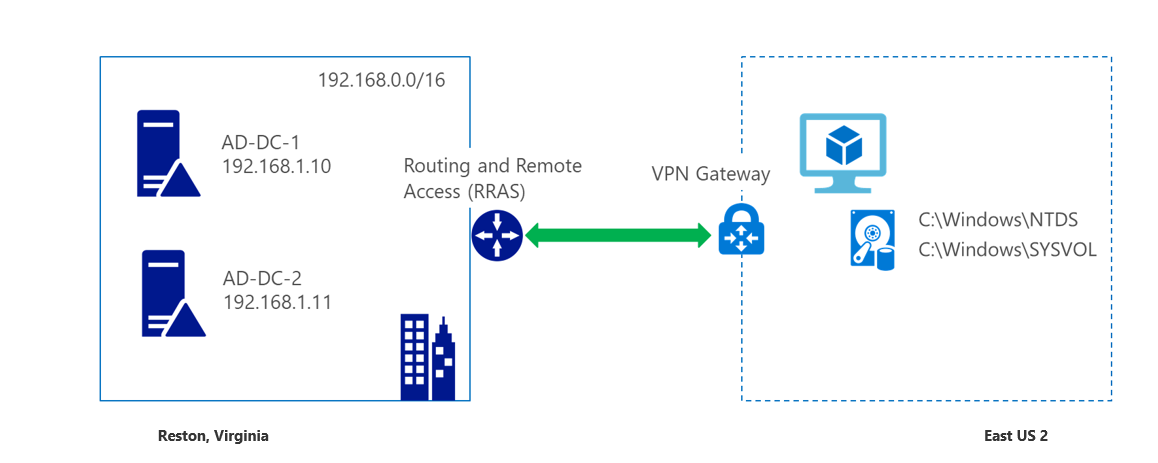 192.168.0.0/16
AD-DC-1
192.168.1.10
Routing and Remote
Access (RRAS)
VPN Gateway
C:\Windows\NTDS
C:\Windows\SYSVOL
AD-DC-2
192.168.1.11
Reston, Virginia
East US 2